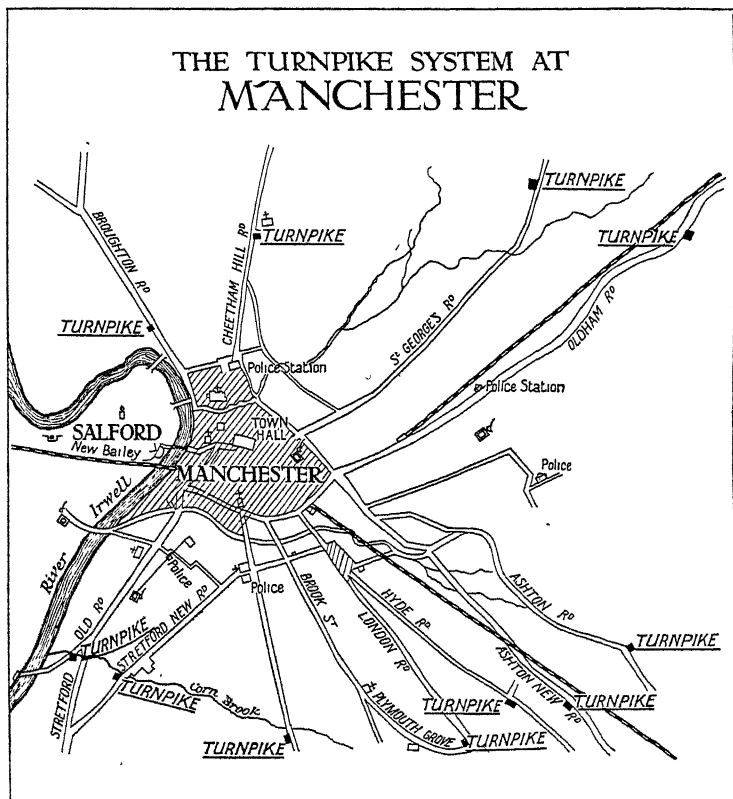 THE TURNPIKE SYSTEM AT
MANCHESTER
TURNPIKE
BROUGHTON RD
CHEETHAM HILL RD
TURNPIKE
TURNPIKE
TURNPIKE
ST GEORGE'S RD
OLDHAM RD
Police Station
Police Station
SALFORD
New Bailey
TOWN
HALL
MANCHESTER
Police
River Irwell
Police
Police
OLD RD
STRETFORD
STRETFORD NEW RD
BROOK ST
HYDE RD
LONDON RD
ASHTON RD
ASHTON NEW RD
TURNPIKE
TURNPIKE
TURNPIKE
Corn Brook
PLYMOUTH GROVE
TURNPIKE
TURNPIKE
TURNPIKE
TURNPIKE